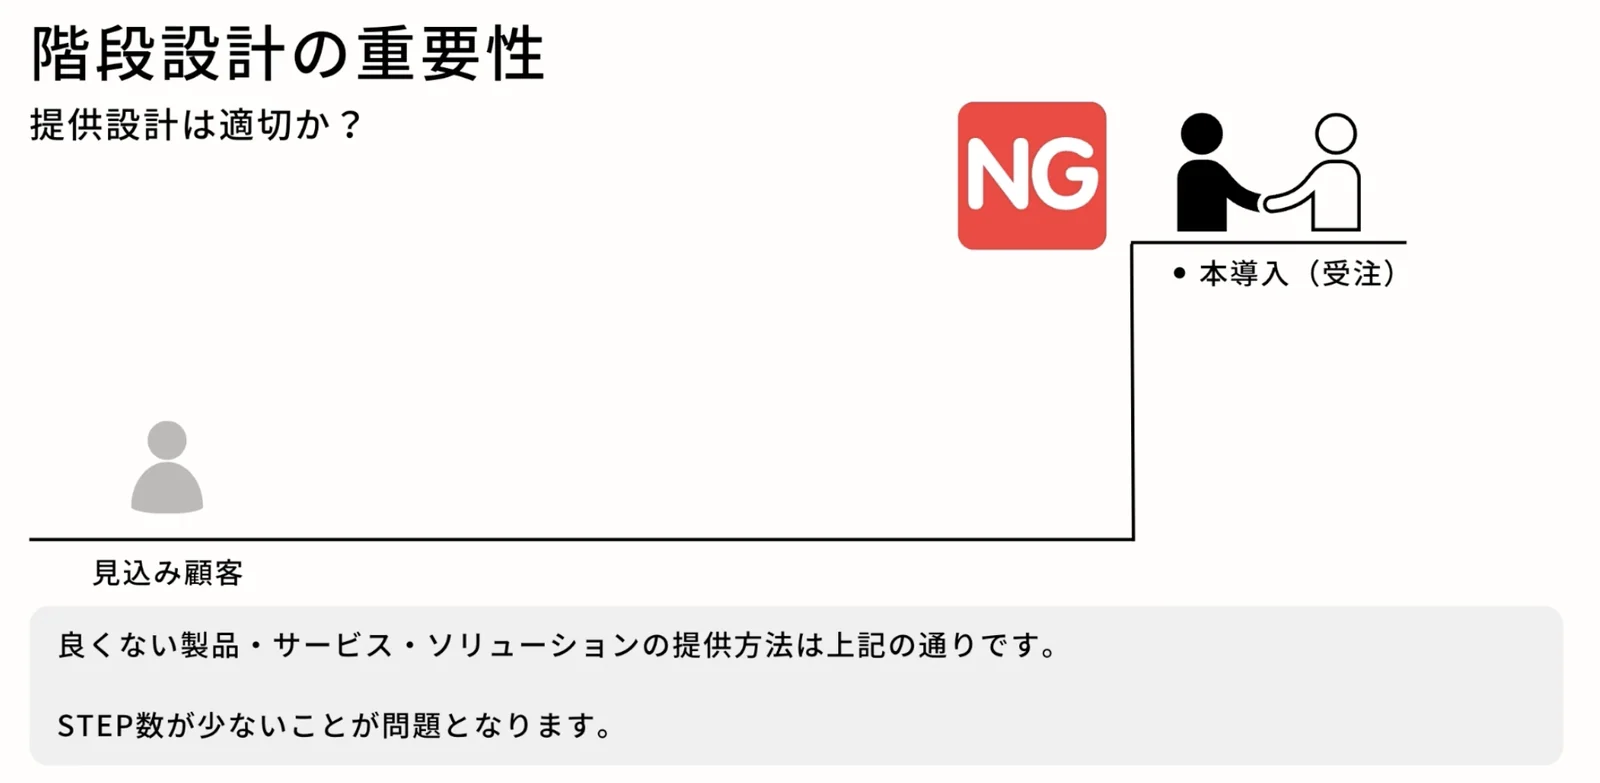 階段設計の重要性
提供設計は適切か？
NG
• 本導入（受注）
見込み顧客
良くない製品・サービス・ソリューションの提供方法は上記の通りです。
STEP数が少ないことが問題となります。